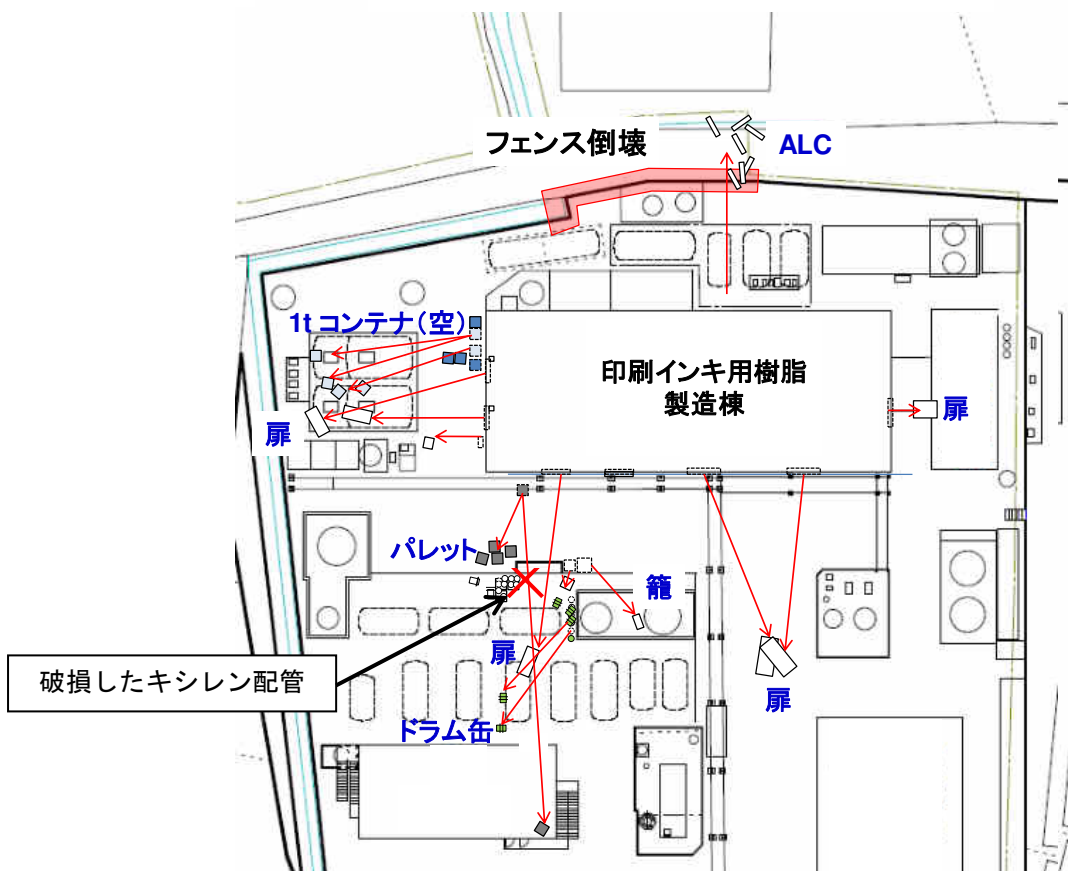 フェンス倒壊
ALC
1t コンテナ(空)
印刷インキ用樹脂
製造棟
扉
扉
パレット
籠
扉
破損したキシレン配管
扉
ドラム缶